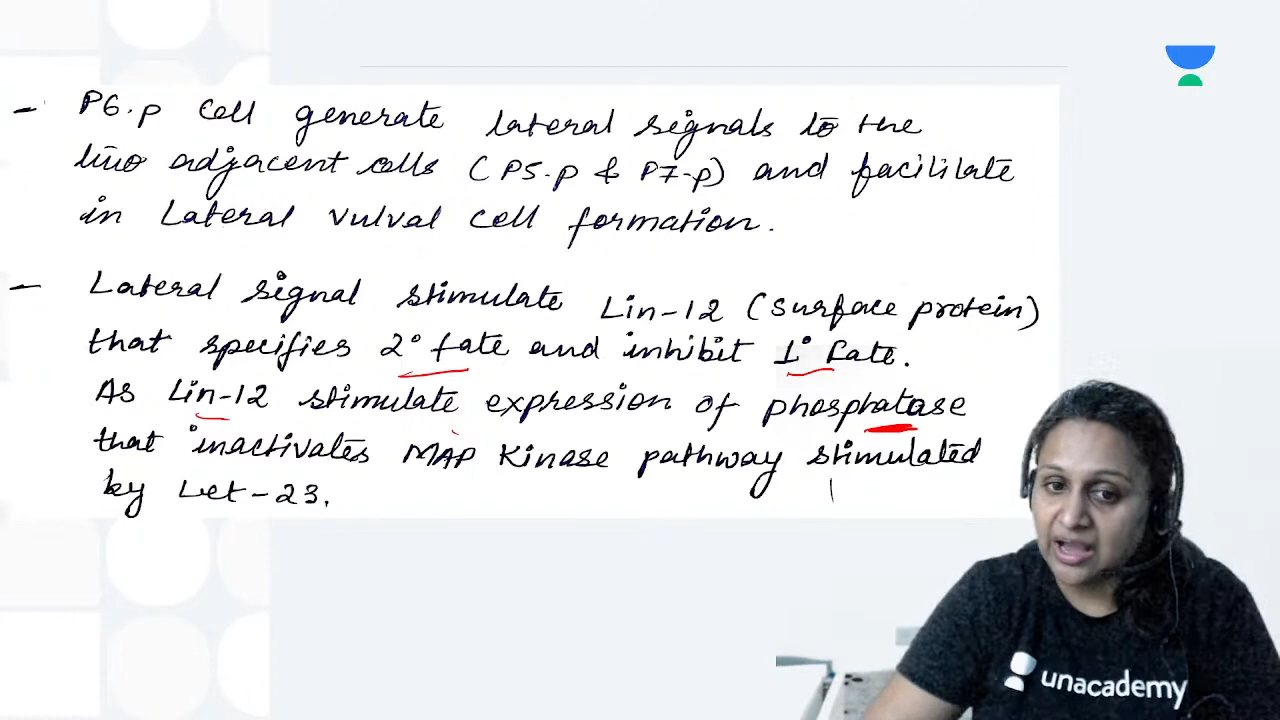 - P6.p cell generate lateral signals to the
two adjacent cells (P5.p & P7.p) and facilitate
in Lateral vulval cell formation.
- Lateral signal stimulate Lin-12 (surface protein)
that specifies 2° fate and inhibit 1° fate.
As Lin-12 stimulate expression of phosphatase
that inactivates MAP Kinase pathway stimulated
by Let-23.
unacademy